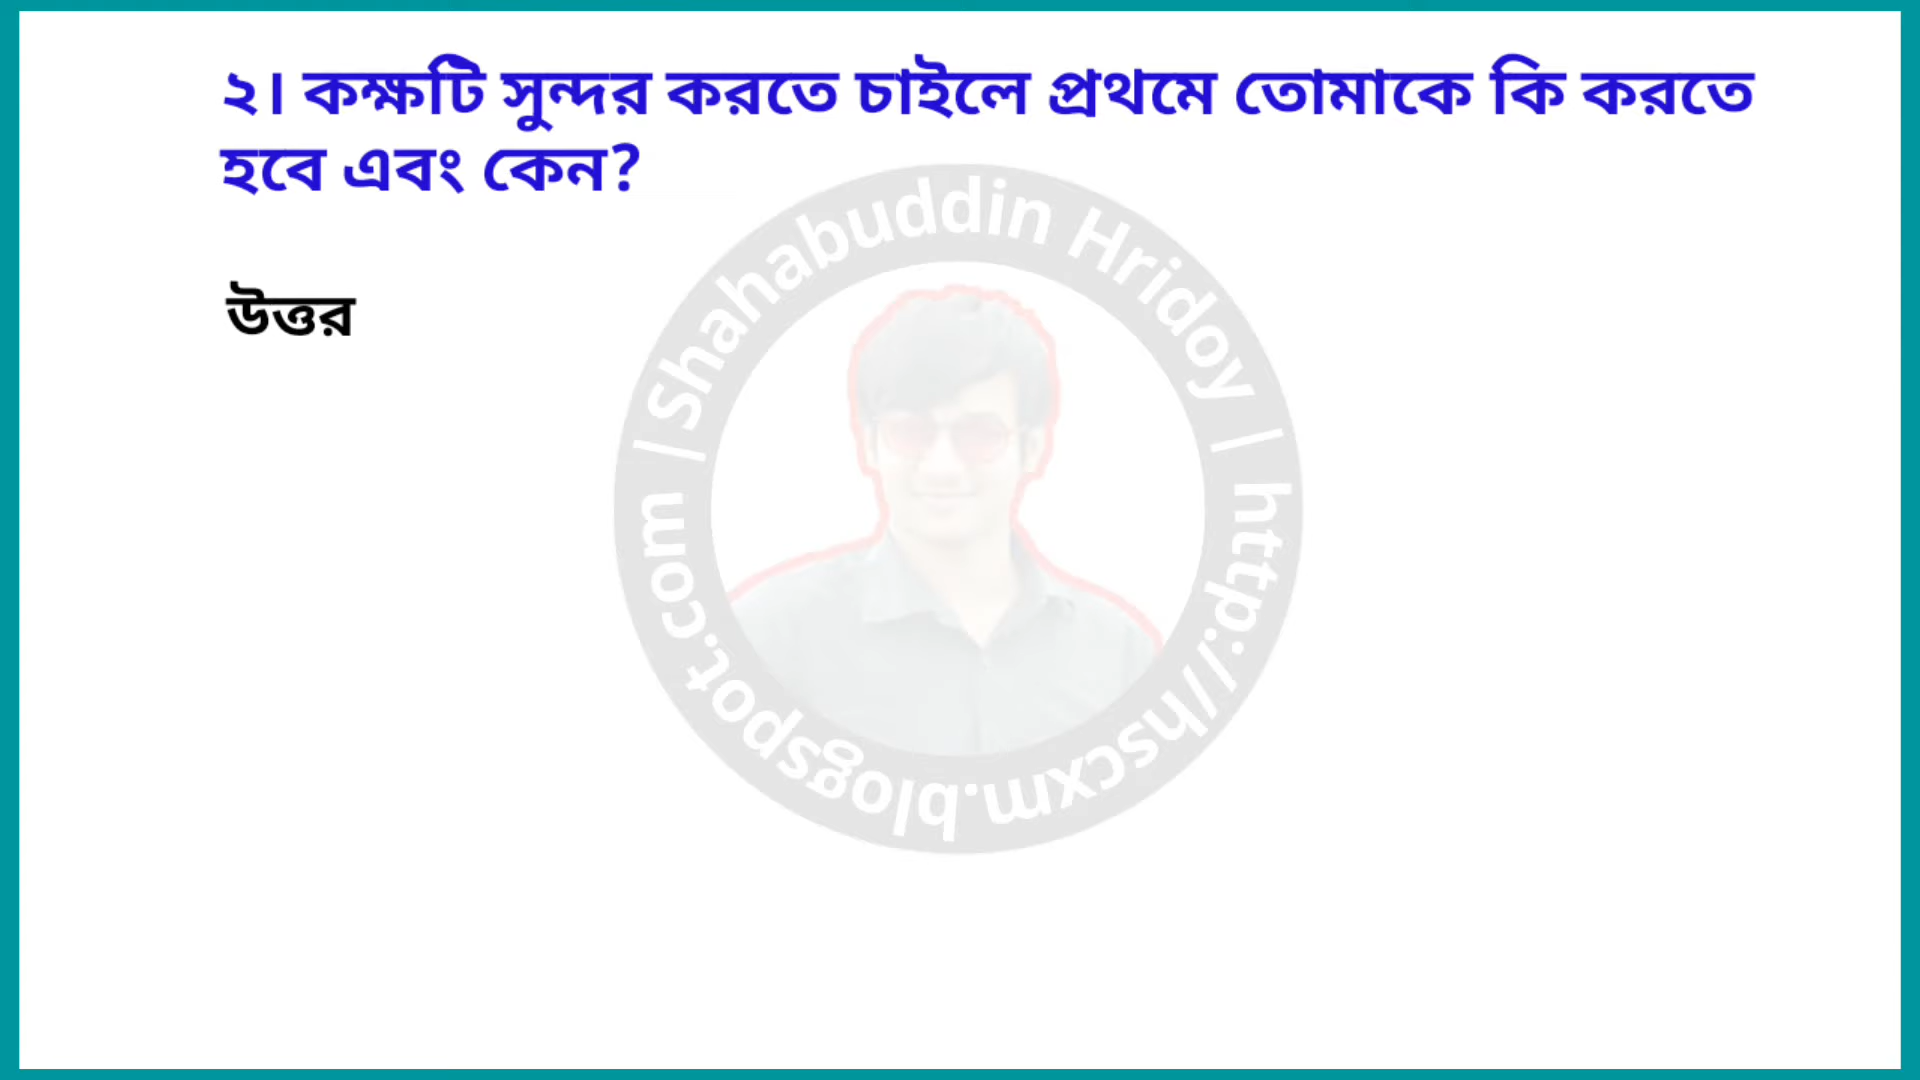 ২। কক্ষটি সুন্দর করতে চাইলে প্রথমে তোমাকে কি করতে
হবে এবং কেন?
উত্তর
| Shahabuddin Hridoy | http://hscxm.blogspot.com